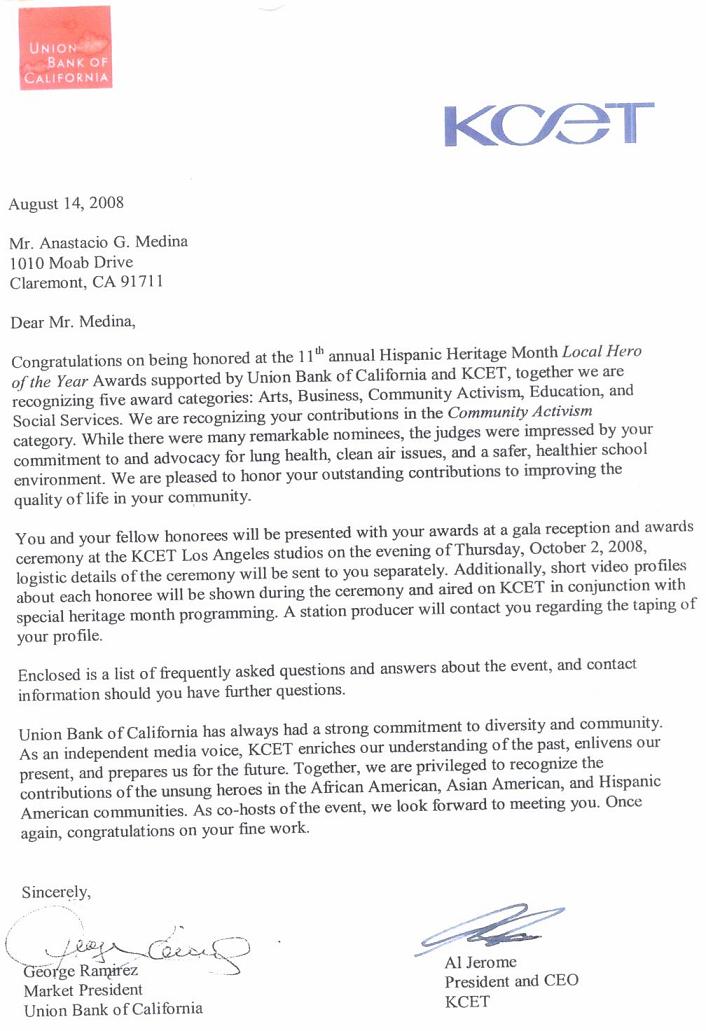 UNION
BANK OF
CALIFORNIA
KCET
August 14, 2008
Mr. Anastacio G. Medina
1010 Moab Drive
Claremont, CA 91711
Dear Mr. Medina,
Congratulations on being honored at the 11th annual Hispanic Heritage Month Local Hero
of the Year Awards supported by Union Bank of California and KCET, together we are
recognizing five award categories: Arts, Business, Community Activism, Education, and
Social Services. We are recognizing your contributions in the Community Activism
category. While there were many remarkable nominees, the judges were impressed by your
commitment to and advocacy for lung health, clean air issues, and a safer, healthier school
environment. We are pleased to honor your outstanding contributions to improving the
quality of life in your community.
You and your fellow honorees will be presented with your awards at a gala reception and awards
ceremony at the KCET Los Angeles studios on the evening of Thursday, October 2, 2008,
logistic details of the ceremony will be sent to you separately. Additionally, short video profiles
about each honoree will be shown during the ceremony and aired on KCET in conjunction with
special heritage month programming. A station producer will contact you regarding the taping of
your profile.
Enclosed is a list of frequently asked questions and answers about the event, and contact
information should you have further questions.
Union Bank of California has always had a strong commitment to diversity and community.
As an independent media voice, KCET enriches our understanding of the past, enlivens our
present, and prepares us for the future. Together, we are privileged to recognize the
contributions of the unsung heroes in the African American, Asian American, and Hispanic
American communities. As co-hosts of the event, we look forward to meeting you. Once
again, congratulations on your fine work.
Sincerely,
George Ramirez
Market President
Union Bank of California
Al Jerome
President and CEO
KCET